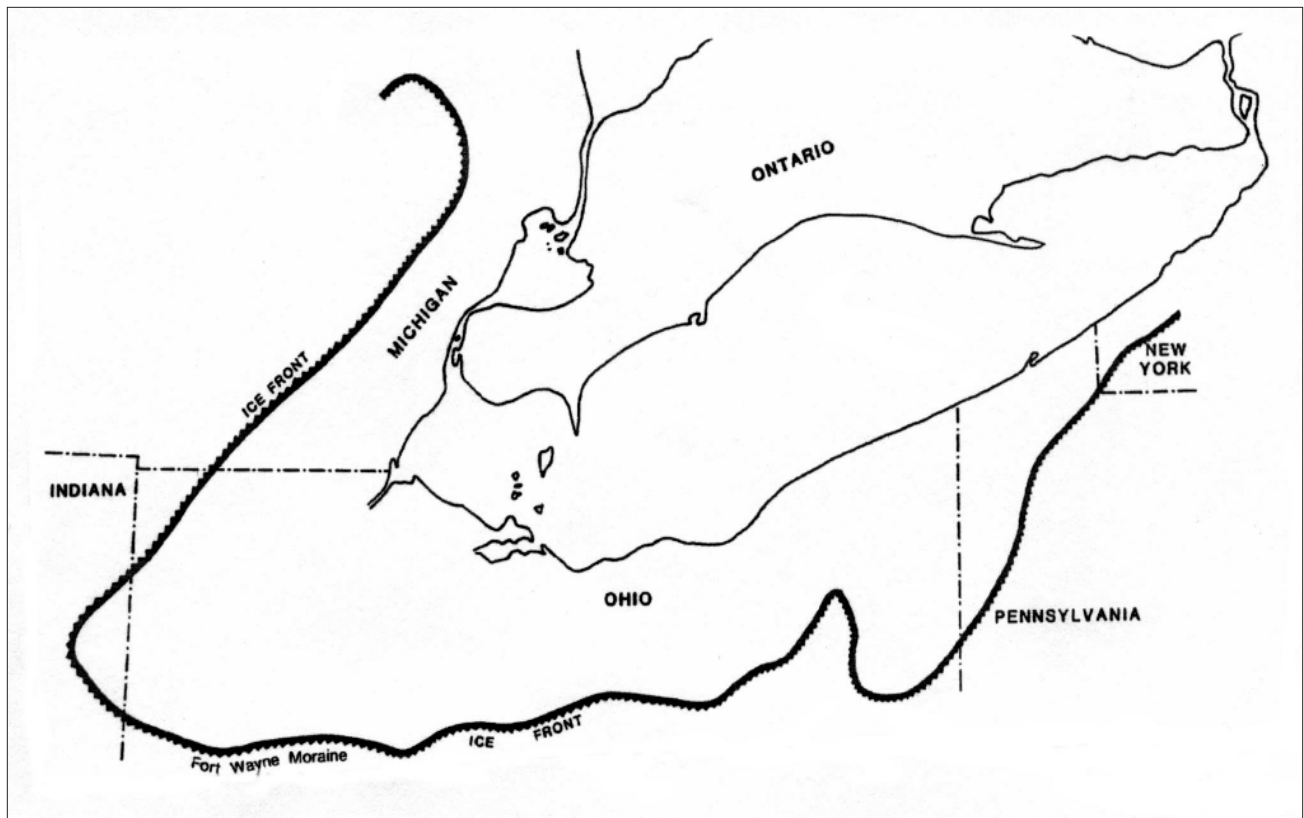 ONTARIO
MICHIGAN
ICE FRONT
NEW
YORK
INDIANA
OHIO
PENNSYLVANIA
ICE FRONT
Fort Wayne Moraine